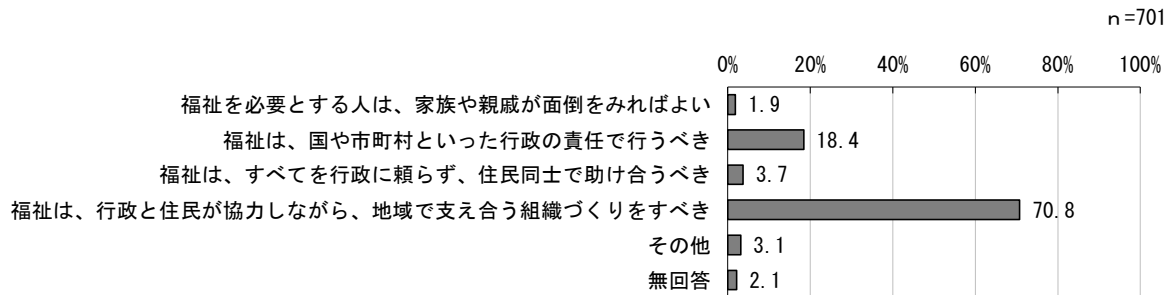 ｎ=701
0% 20% 40% 60% 80% 100%
福祉を必要とする人は、家族や親戚が面倒をみればよい 1.9
福祉は、国や市町村といった行政の責任で行うべき 18.4
福祉は、すべてを行政に頼らず、住民同士で助け合うべき 3.7
福祉は、行政と住民が協力しながら、地域で支え合う組織づくりをすべき 70.8
その他 3.1
無回答 2.1